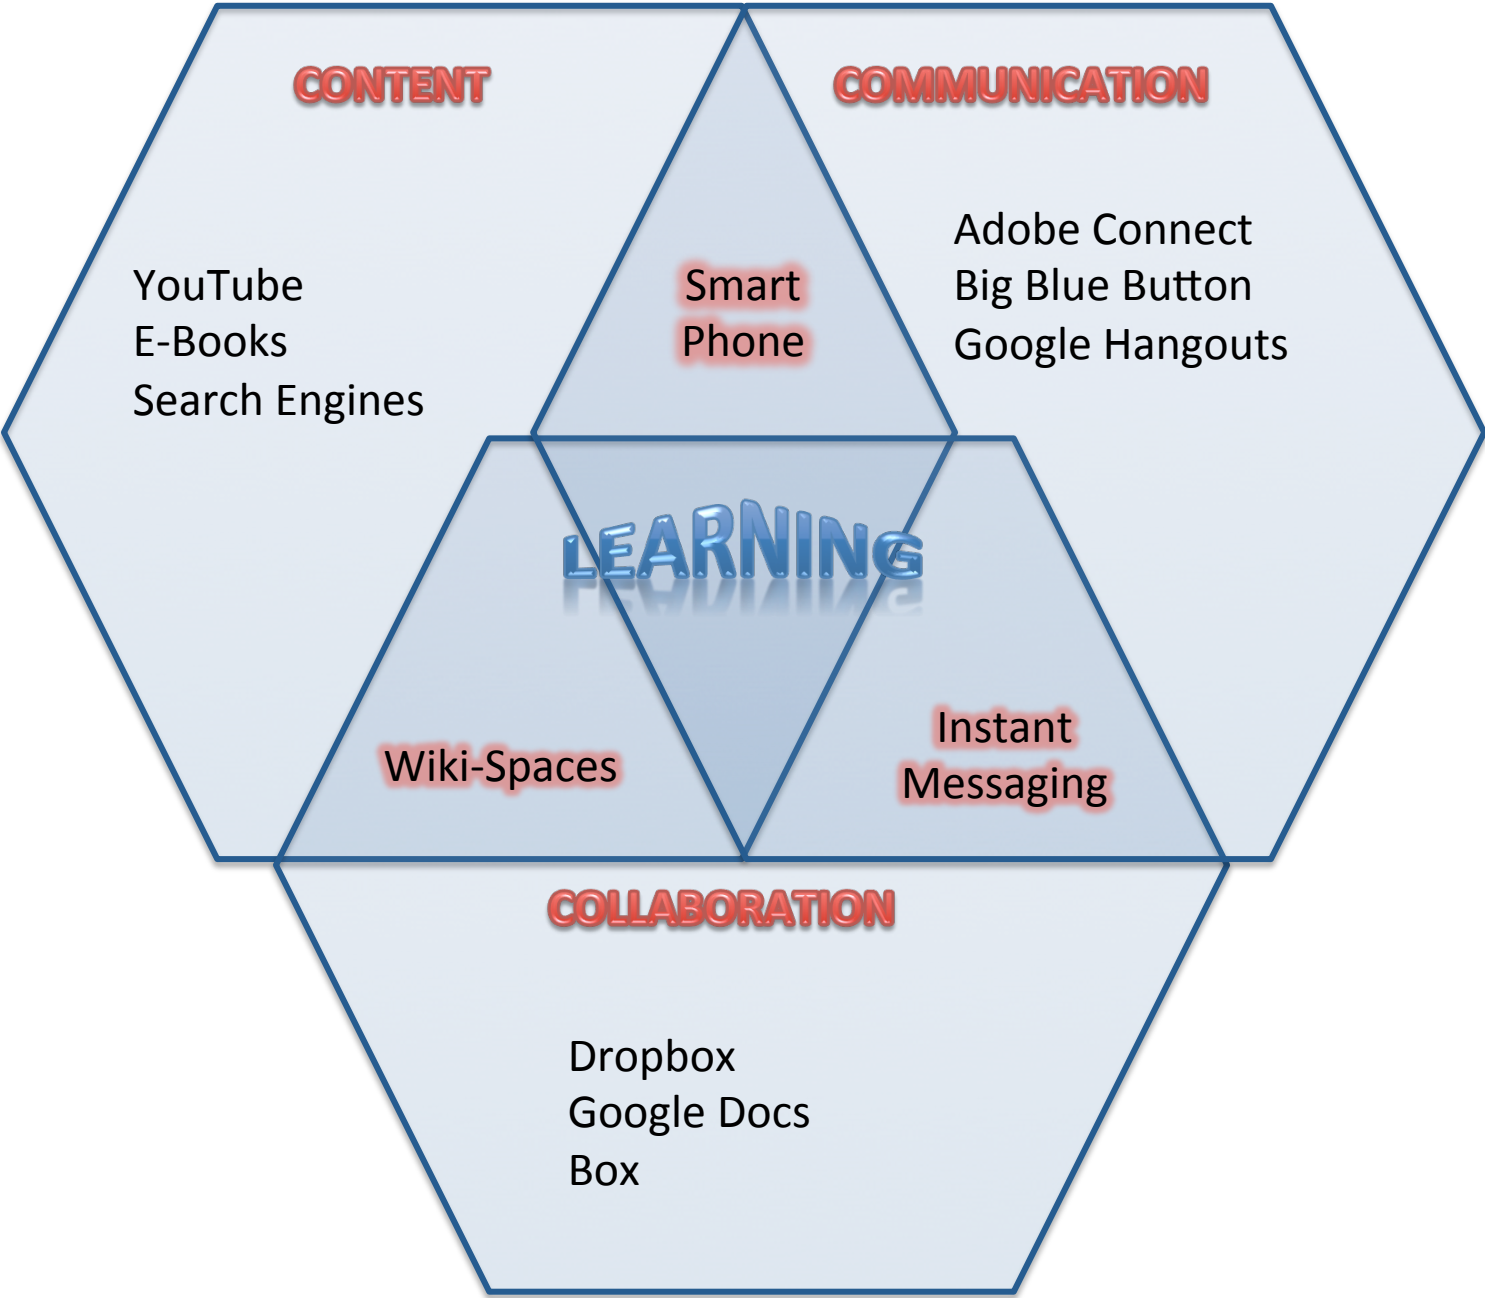 CONTENT
COMMUNICATION
YouTube
E-Books
Search Engines
Smart
Phone
Adobe Connect
Big Blue Button
Google Hangouts
LEARNING
Wiki-Spaces
Instant
Messaging
COLLABORATION
Dropbox
Google Docs
Box